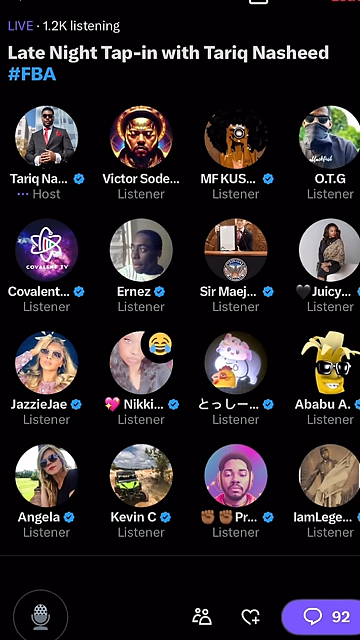 LIVE · 1.2K listening
Late Night Tap-in with Tariq Nasheed
#FBA
Tariq Na... Victor Sode... MF KUS... O.T.G
Host Listener Listener Listener
COVALENT TV
Covalent... Ernez Sir Maej... 🖤Juicy...
Listener Listener Listener Listener
JazzieJae 💖 Nikki... とっしー... Ababu A.
Listener Listener Listener Listener
Angela Kevin C ✊🏾✊🏾 Pr... IamLege...
Listener Listener Listener Listener
92